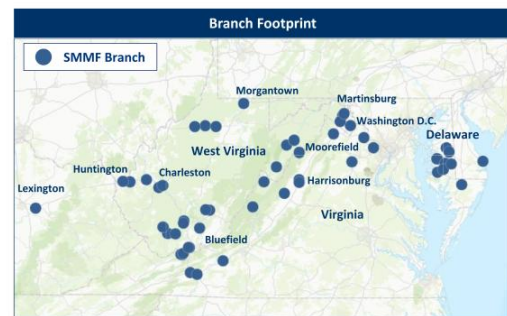 Branch Footprint
SMMF Branch
Morgantown
Martinsburg
Washington D.C.
Delaware
West Virginia
Moorefield
Huntington
Charleston
Harrisonburg
Lexington
Virginia
Bluefield